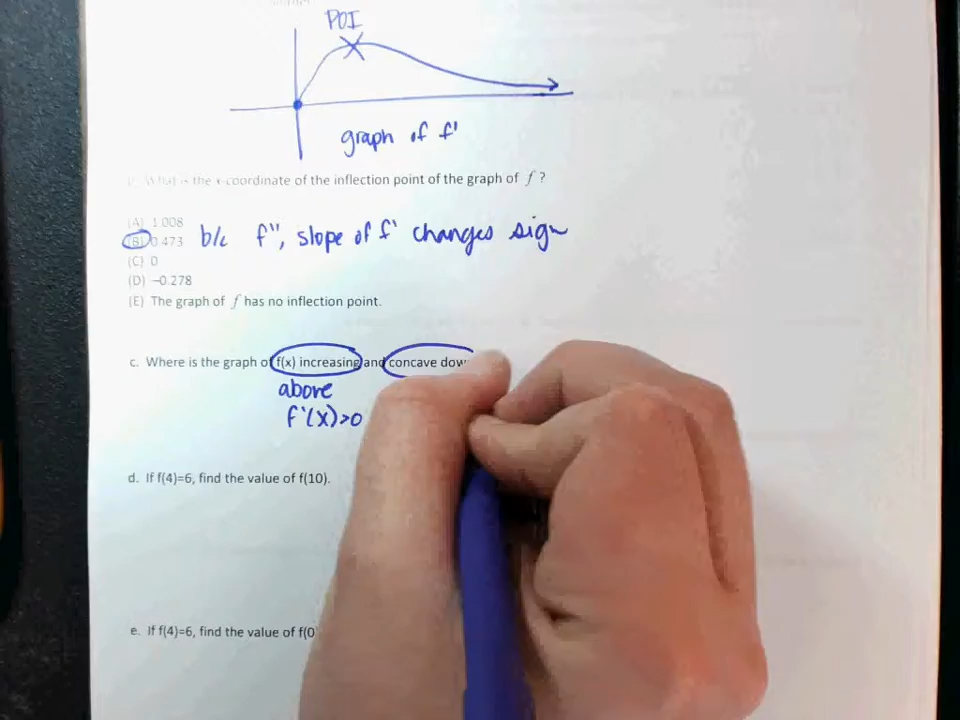 POI
graph of f'
b. What is the x-coordinate of the inflection point of the graph of f ?
(A) 1.008
(B) 0.473 b/c f", slope of f' changes sign
(C) 0
(D) −0.278
(E) The graph of f has no inflection point.
c. Where is the graph of f(x) increasing and concave dow
above
f'(x)>0
d. If f(4)=6, find the value of f(10).
e. If f(4)=6, find the value of f(0